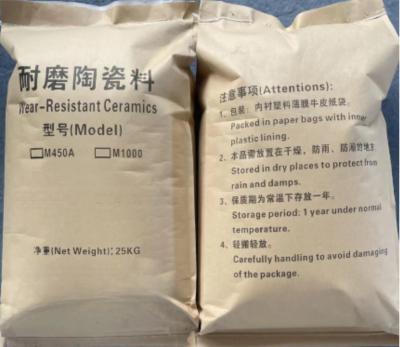 耐磨陶瓷料
Wear-Resistant Ceramics
型号(Model)
□M450A □M1000
净重(Net Weight):25KG
注意事项(Attentions):
1、包装：内衬塑料薄膜牛皮纸袋。
Packed in paper bags with inner
plastic lining.
2、本品需放置在干燥，防雨、防潮的地
Stored in dry places to protect from
rain and damps.
3、保质期为常温下存放一年。
Storage period: 1 year under normal
temperature.
4、轻搬轻放。
Carefully handling to avoid damaging
of the package.